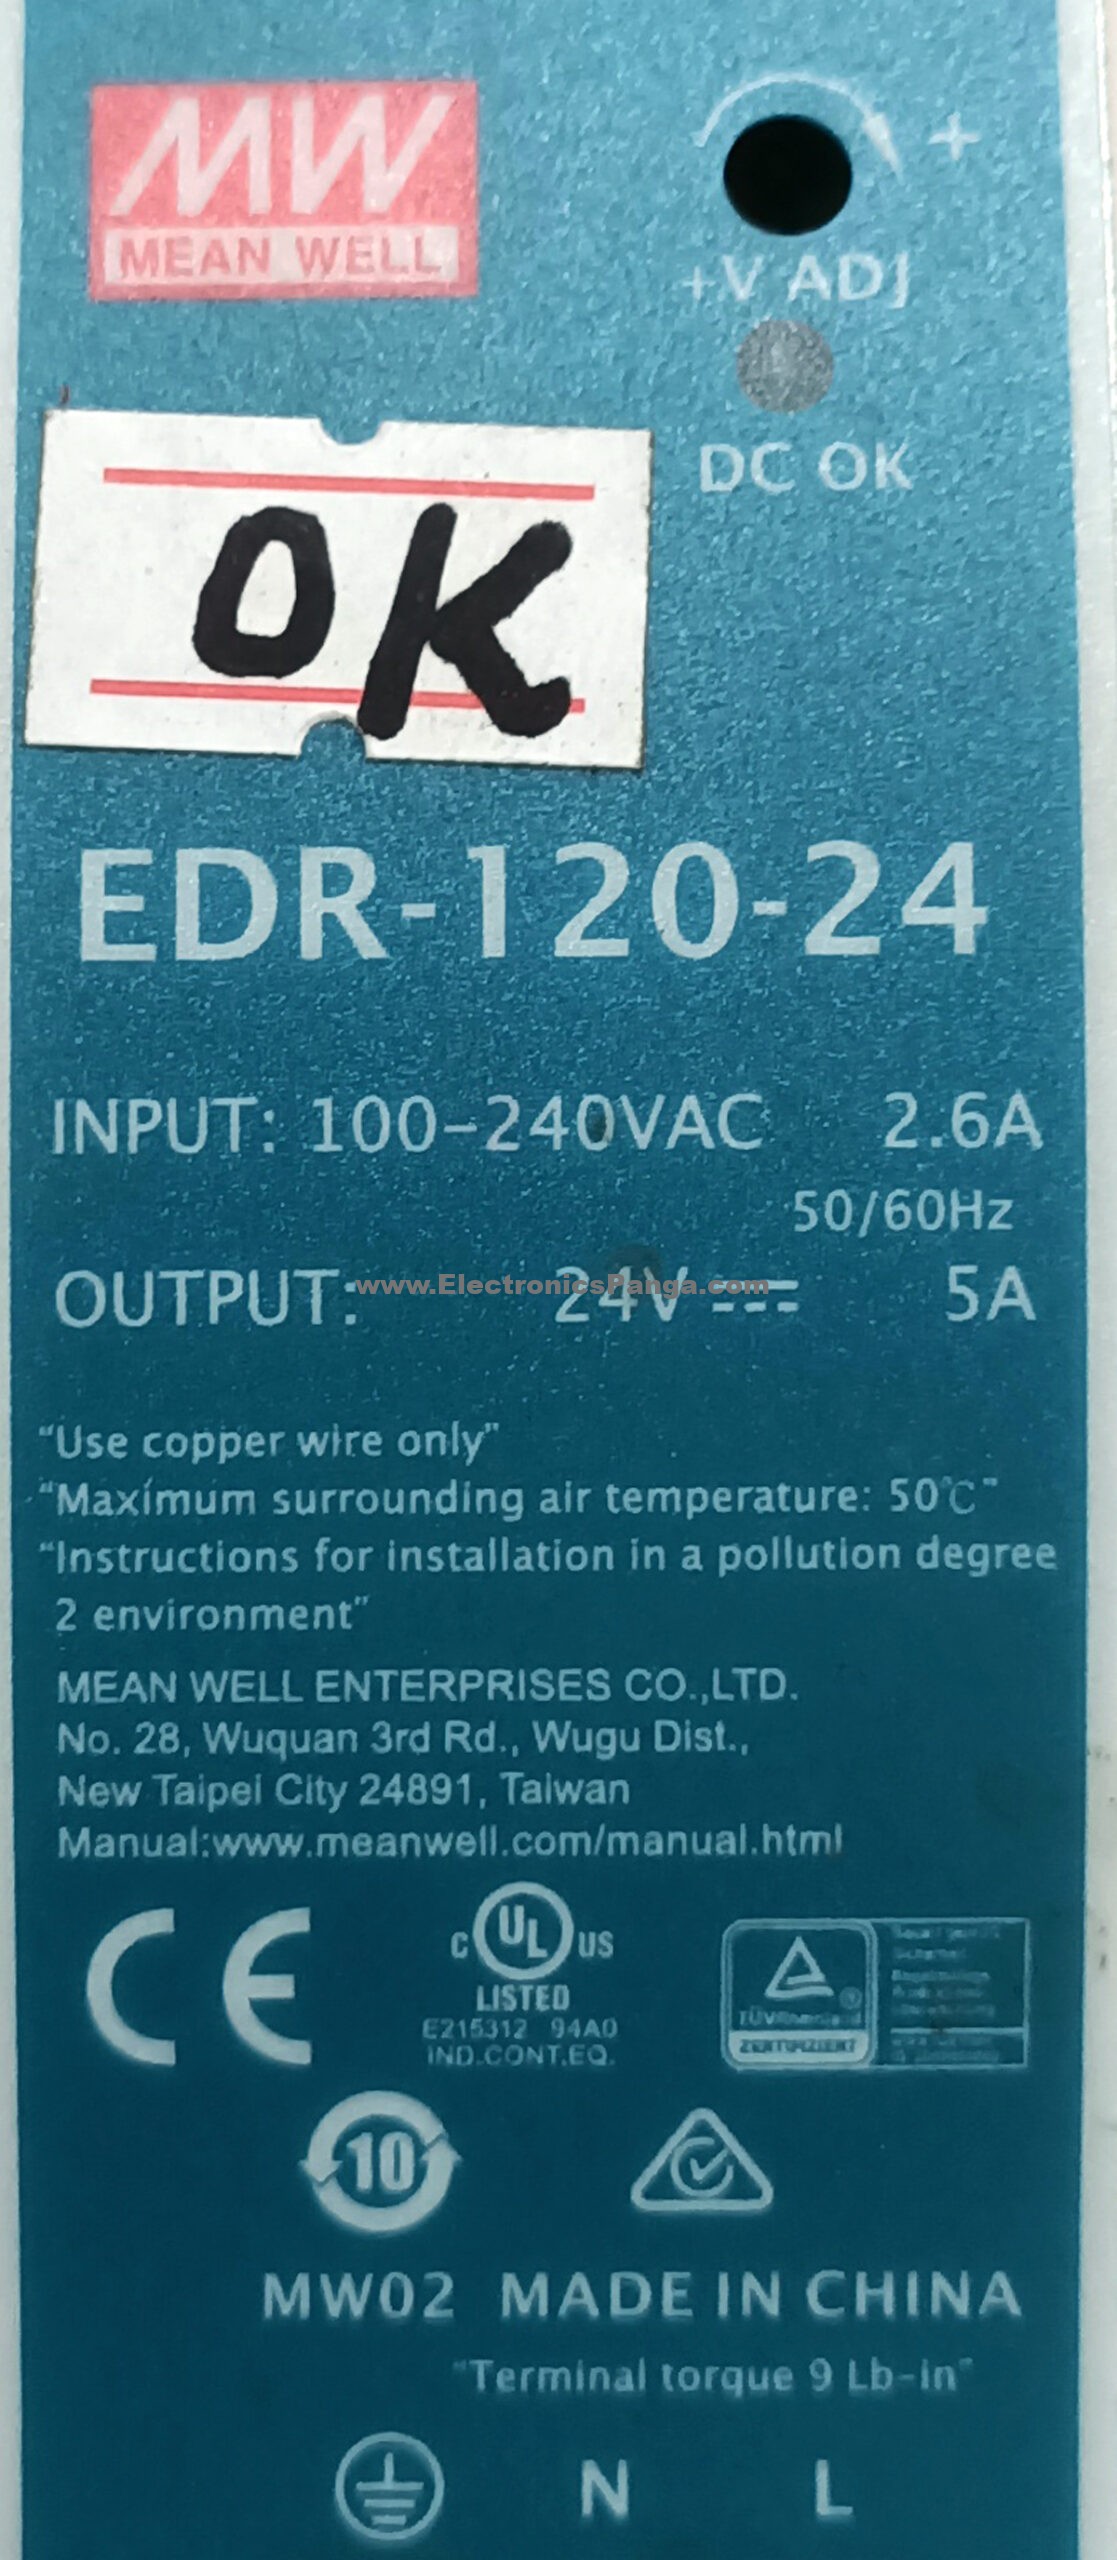 MW
MEAN WELL
+
+V ADJ
DC OK
OK
EDR-120-24
INPUT: 100-240VAC 2.6A
50/60Hz
OUTPUT: 24V 5A
www.ElectronicsPanga.com
"Use copper wire only"
"Maximum surrounding air temperature: 50℃"
"Instructions for installation in a pollution degree
2 environment"
MEAN WELL ENTERPRISES CO.,LTD.
No. 28, Wuquan 3rd Rd., Wugu Dist.,
New Taipei City 24891, Taiwan
Manual:www.meanwell.com/manual.html
CE
C UL US
LISTED
E215312 94A0
IND.CONT.EQ.
TÜVRheinland
ZERTIFIZIERT
10
MW02 MADE IN CHINA
"Terminal torque 9 Lb-in"
N L